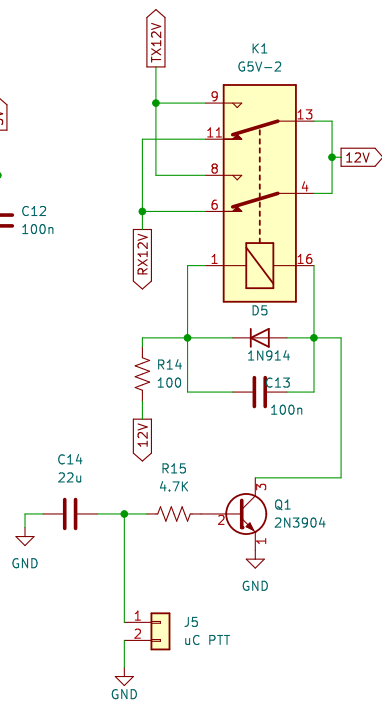 TX12V
K1
G5V-2
9
13
11
12V
8
4
6
RX12V
1
16
C12
100n
D5
1N914
R14
100
C13
100n
12V
C14
22u
R15
4.7K
3
Q1
2N3904
2
1
GND
GND
1
J5
2
uC PTT
GND